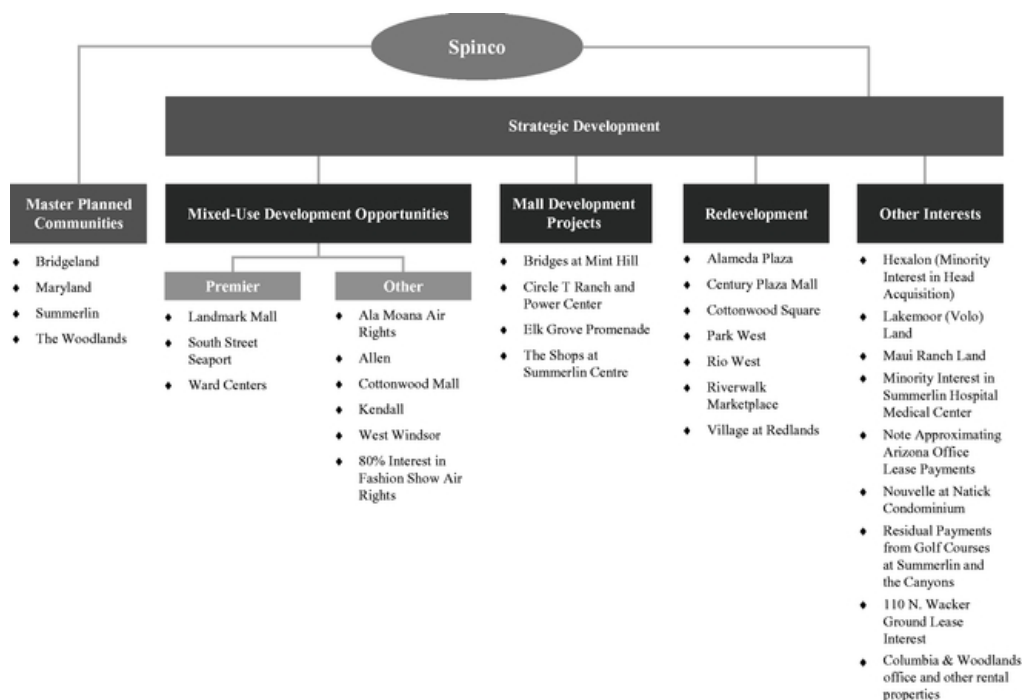 Spinco
Strategic Development
Master Planned
Communities
♦ Bridgeland
♦ Maryland
♦ Summerlin
♦ The Woodlands
Mixed-Use Development Opportunities
Premier
♦ Landmark Mall
♦ South Street
Seaport
♦ Ward Centers
Other
♦ Ala Moana Air
Rights
♦ Allen
♦ Cottonwood Mall
♦ Kendall
♦ West Windsor
♦ 80% Interest in
Fashion Show Air
Rights
Mall Development
Projects
♦ Bridges at Mint Hill
♦ Circle T Ranch and
Power Center
♦ Elk Grove Promenade
♦ The Shops at
Summerlin Centre
Redevelopment
♦ Alameda Plaza
♦ Century Plaza Mall
♦ Cottonwood Square
♦ Park West
♦ Rio West
♦ Riverwalk
Marketplace
♦ Village at Redlands
Other Interests
♦ Hexalon (Minority
Interest in Head
Acquisition)
♦ Lakemoor (Volo)
Land
♦ Maui Ranch Land
♦ Minority Interest in
Summerlin Hospital
Medical Center
♦ Note Approximating
Arizona Office
Lease Payments
♦ Nouvelle at Natick
Condominium
♦ Residual Payments
from Golf Courses
at Summerlin and
the Canyons
♦ 110 N. Wacker
Ground Lease
Interest
♦ Columbia & Woodlands
office and other rental
properties